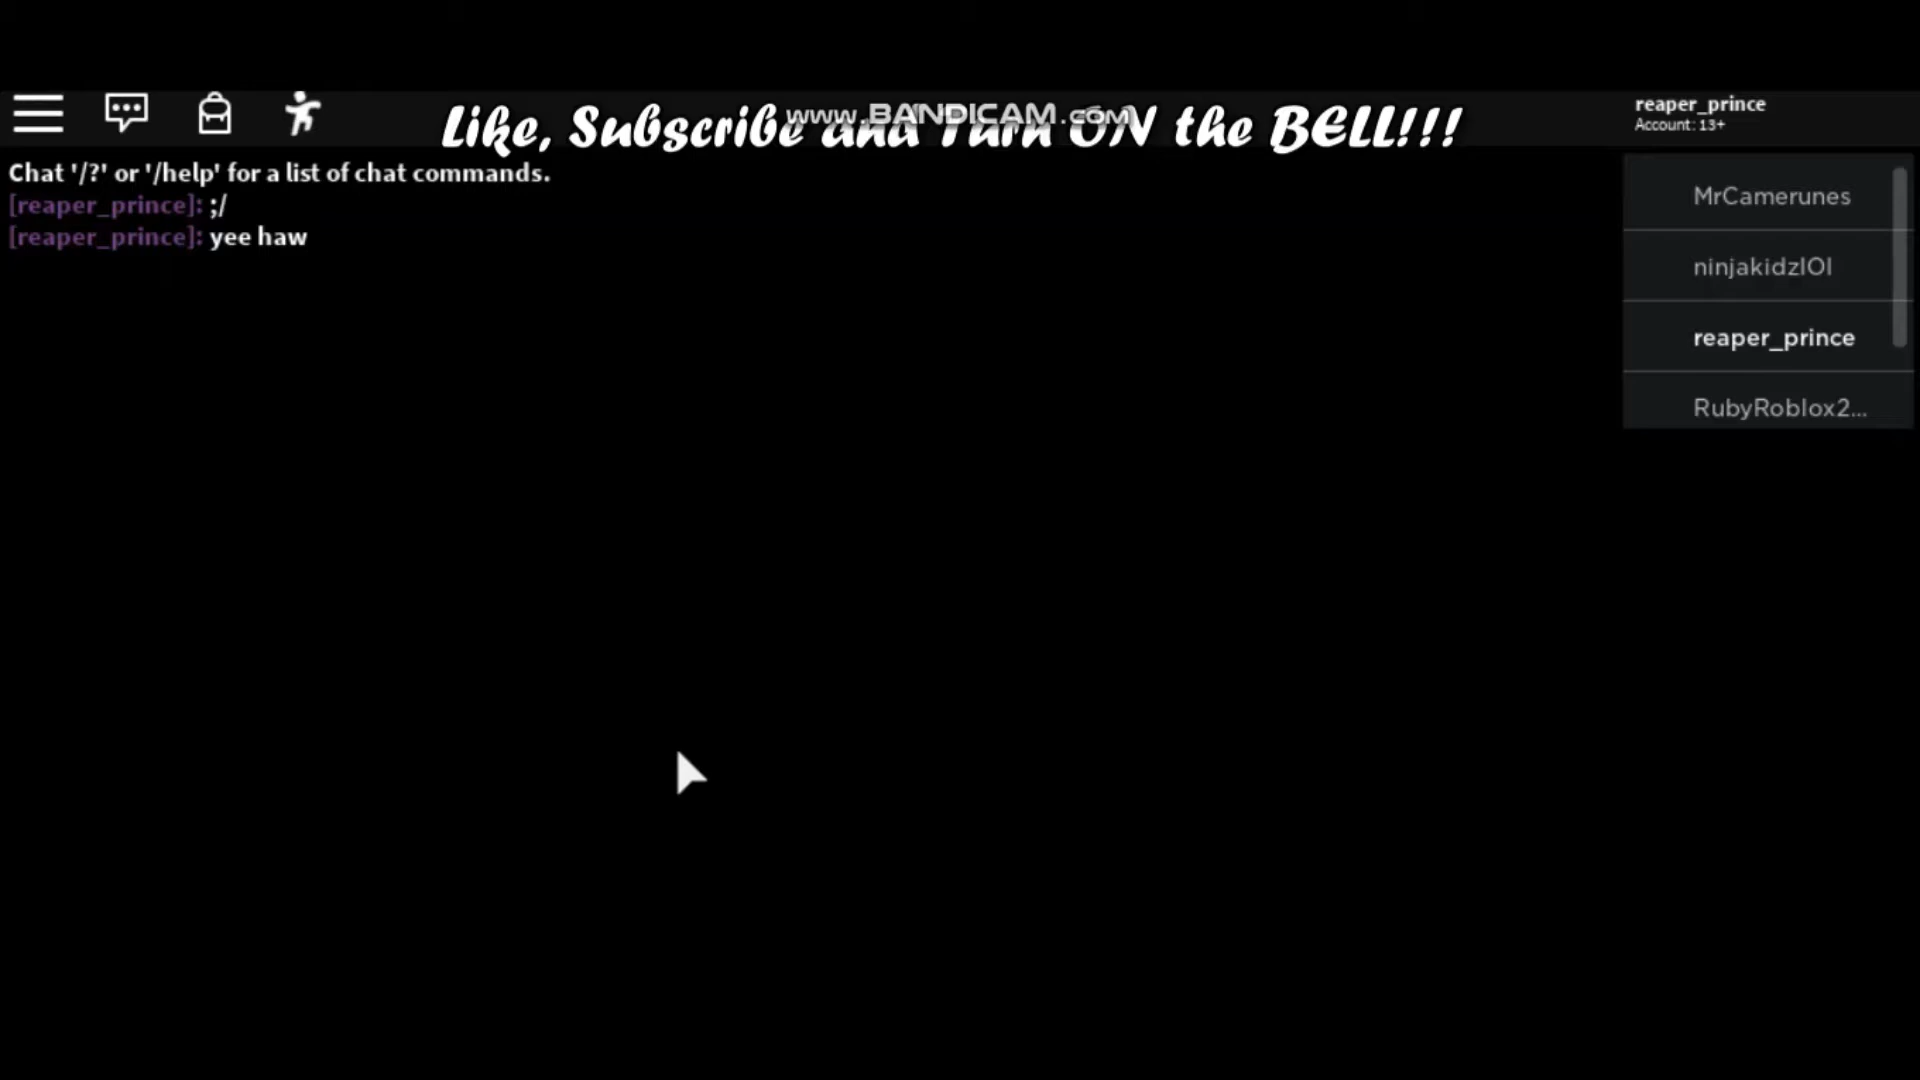 www.BANDICAM.com
Like, Subscribe and Turn ON the BELL!!!
reaper_prince
Account: 13+
Chat '/?' or '/help' for a list of chat commands.
[reaper_prince]: ;/
[reaper_prince]: yee haw
MrCamerunes
ninjakidzIOI
reaper_prince
RubyRoblox2...